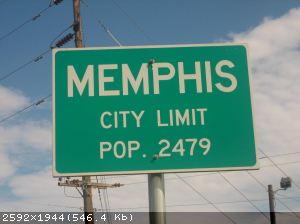 MEMPHIS
CITY LIMIT
POP. 2479
2592x1944(546.4 Kb)